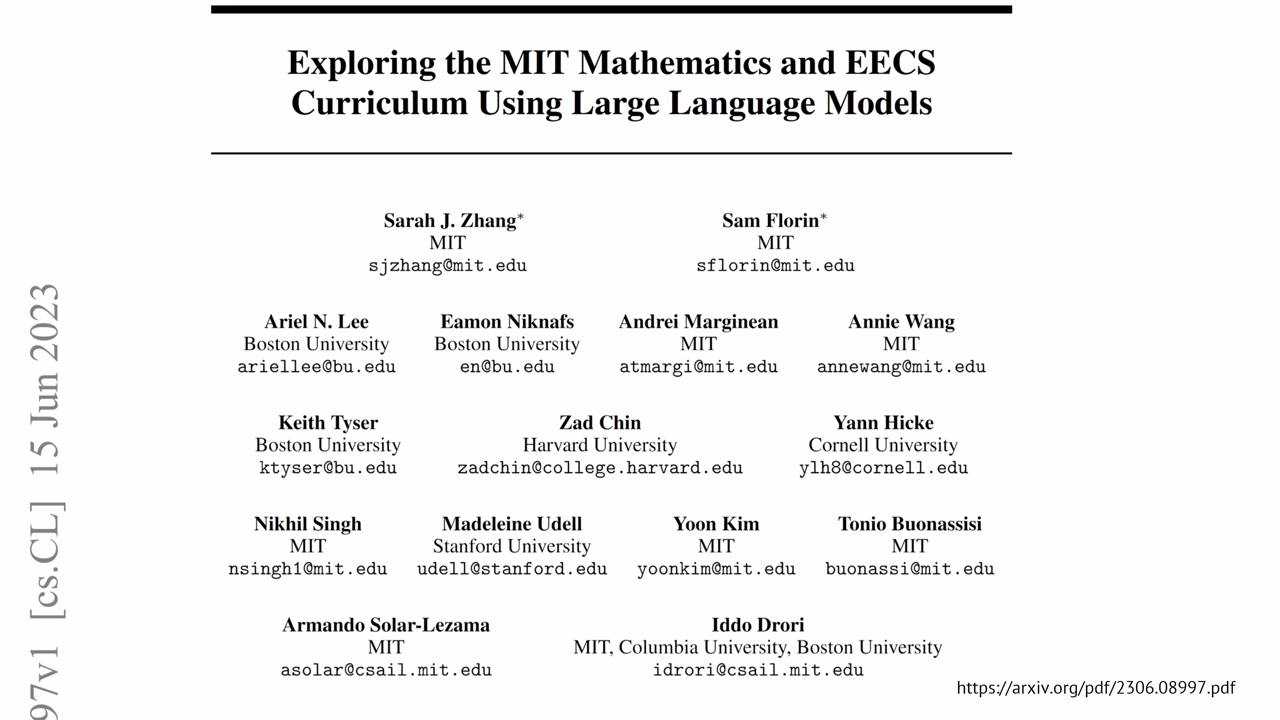 Exploring the MIT Mathematics and EECS
Curriculum Using Large Language Models
Sarah J. Zhang*
MIT
sjzhang@mit.edu
Sam Florin*
MIT
sflorin@mit.edu
Ariel N. Lee
Boston University
ariellee@bu.edu
Eamon Niknafs
Boston University
en@bu.edu
Andrei Marginean
MIT
atmargi@mit.edu
Annie Wang
MIT
annewang@mit.edu
Keith Tyser
Boston University
ktyser@bu.edu
Zad Chin
Harvard University
zadchin@college.harvard.edu
Yann Hicke
Cornell University
ylh8@cornell.edu
Nikhil Singh
MIT
nsingh1@mit.edu
Madeleine Udell
Stanford University
udell@stanford.edu
Yoon Kim
MIT
yoonkim@mit.edu
Tonio Buonassisi
MIT
buonassi@mit.edu
Armando Solar-Lezama
MIT
asolar@csail.mit.edu
Iddo Drori
MIT, Columbia University, Boston University
idrori@csail.mit.edu
97v1 [cs.CL] 15 Jun 2023
https://arxiv.org/pdf/2306.08997.pdf